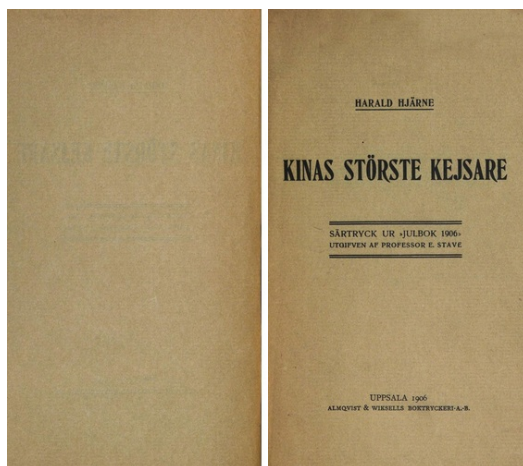 HARALD HJÄRNE
KINAS STÖRSTE KEJSARE
SÄRTRYCK UR »JULBOK 1906»
UTGIFVEN AF PROFESSOR E. STAVE
UPPSALA 1906
ALMQVIST & WIKSELLS BOKTRYCKERI-A.-B.